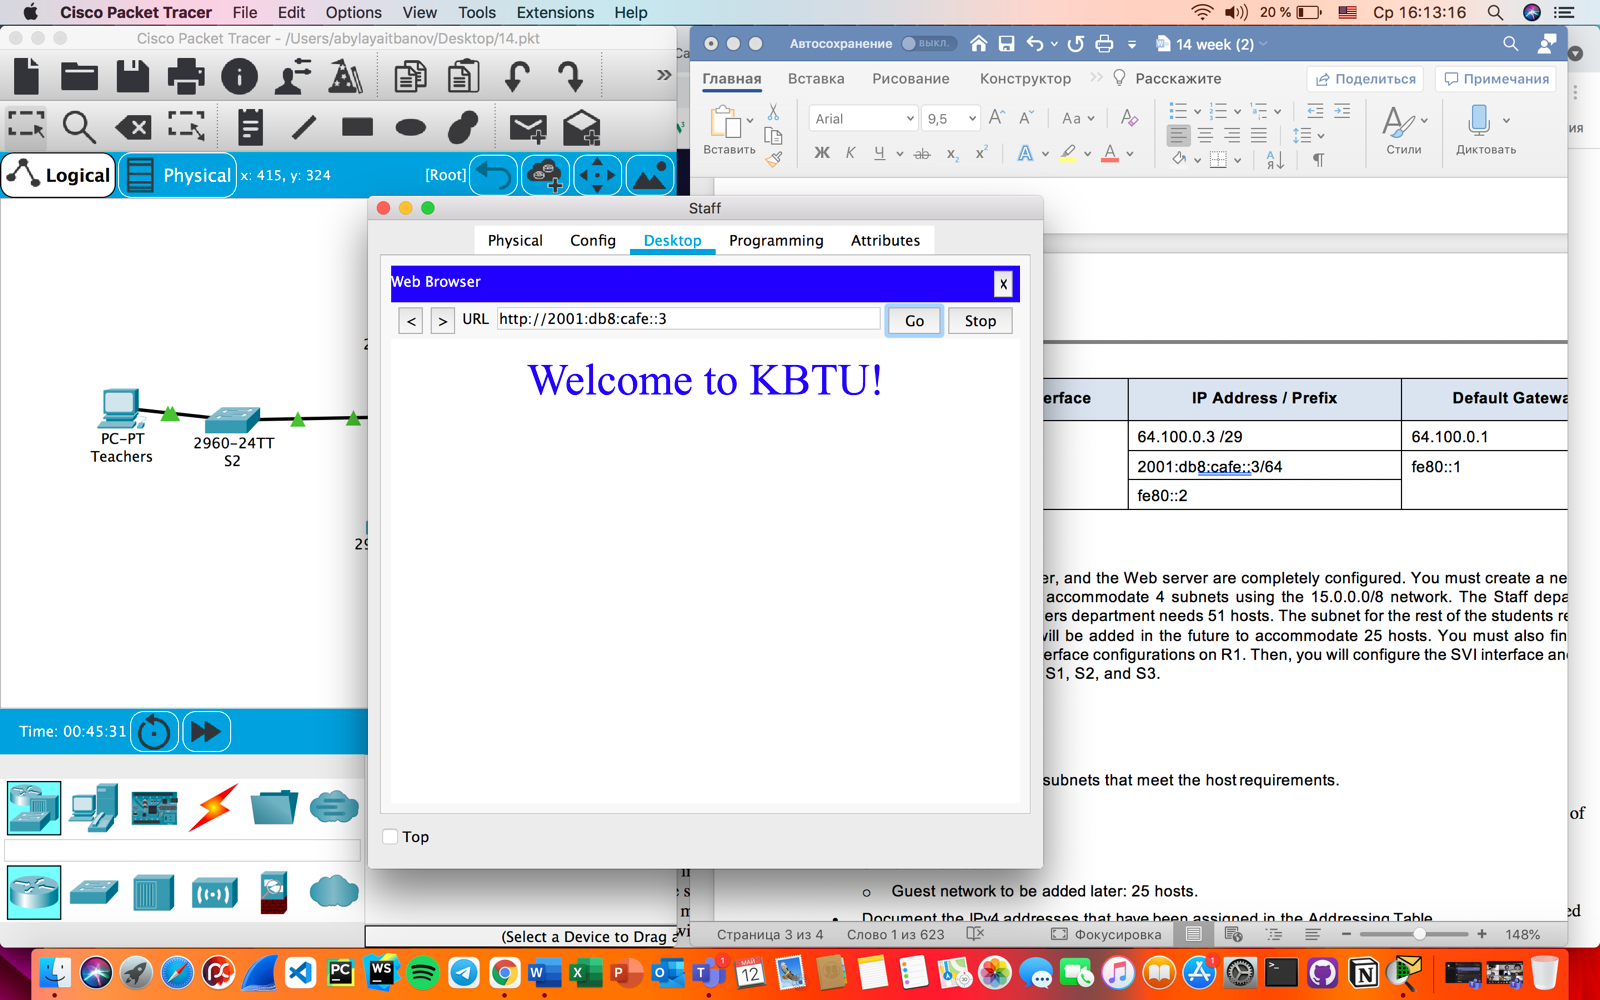 Cisco Packet Tracer File Edit Options View Tools Extensions Help 20 % Ср 16:13:16
Cisco Packet Tracer - /Users/abylayaitbanov/Desktop/14.pkt
Logical Physical x: 415, y: 324 [Root]
PC-PT
Teachers
2960-24TT
S2
Time: 00:45:31
(Select a Device to Drag a
Staff
Physical Config Desktop Programming Attributes
Web Browser X
< > URL http://2001:db8:cafe::3 Go Stop
Welcome to KBTU!
Top
Автосохранение ВЫКЛ. 14 week (2)
Главная Вставка Рисование Конструктор Расскажите Поделиться Примечания
Вставить Arial 9,5 Стили Диктовать
Ж К Ч ab x₂ x² A A А Я ¶
erface IP Address / Prefix Default Gatewa
64.100.0.3 /29 64.100.0.1
2001:db8:cafe::3/64 fe80::1
fe80::2
er, and the Web server are completely configured. You must create a ne
accommodate 4 subnets using the 15.0.0.0/8 network. The Staff depa
ers department needs 51 hosts. The subnet for the rest of the students re
will be added in the future to accommodate 25 hosts. You must also fin
erface configurations on R1. Then, you will configure the SVI interface an
S1, S2, and S3.
subnets that meet the host requirements.
o Guest network to be added later: 25 hosts.
• Document the IPv4 addresses that have been assigned in the Addressing Table
Страница 3 из 4 Слово 1 из 623 Фокусировка 148%
of
ed
ия
PC WS W X P МАЙ 12 N